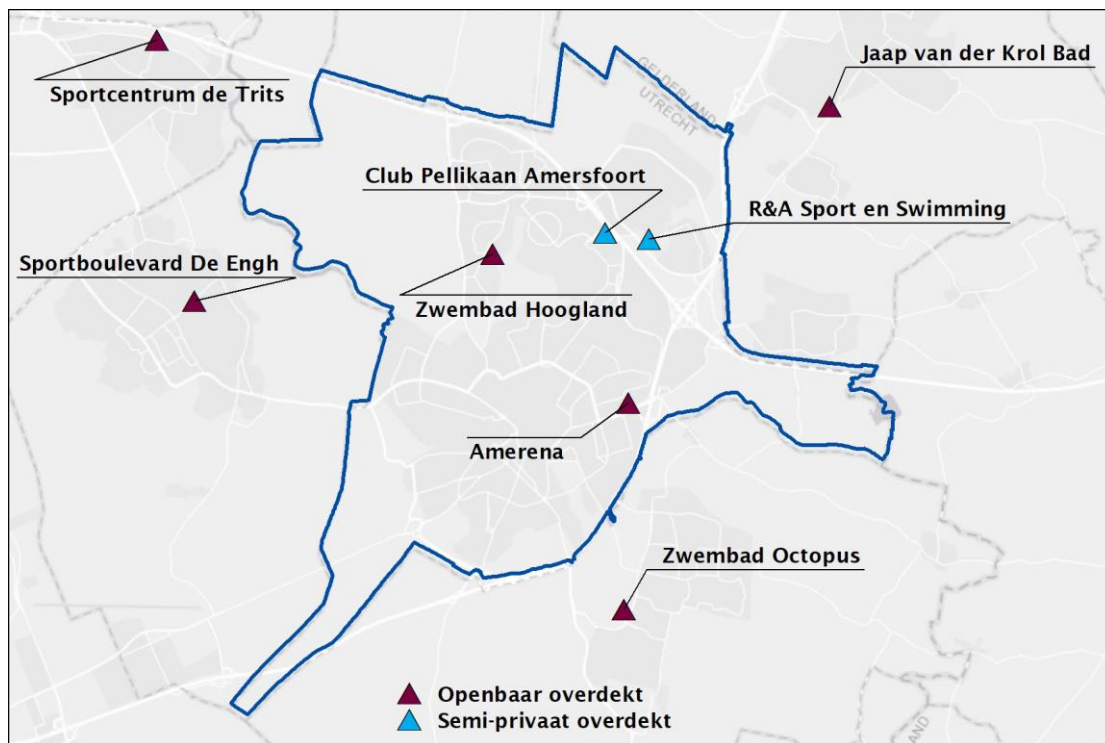 Jaap van der Krol Bad
Sportcentrum de Trits
GELDERLAND
UTRECHT
Club Pellikaan Amersfoort
R&A Sport en Swimming
Sportboulevard De Engh
Zwembad Hoogland
Amerena
Zwembad Octopus
Openbaar overdekt
Semi-privaat overdekt